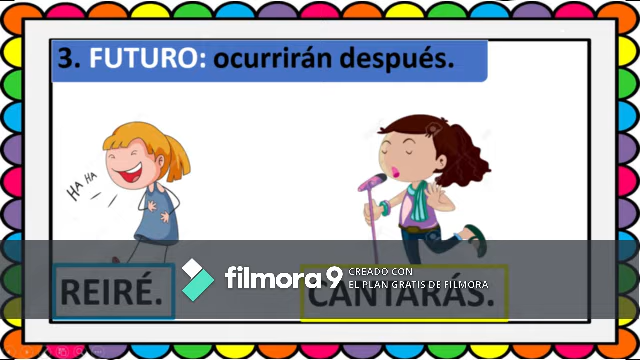 3. FUTURO: ocurrirán después.
HA HA
REIRÉ.
CANTARÁS.
filmora 9
CREADO CON
EL PLAN GRATIS DE FILMORA